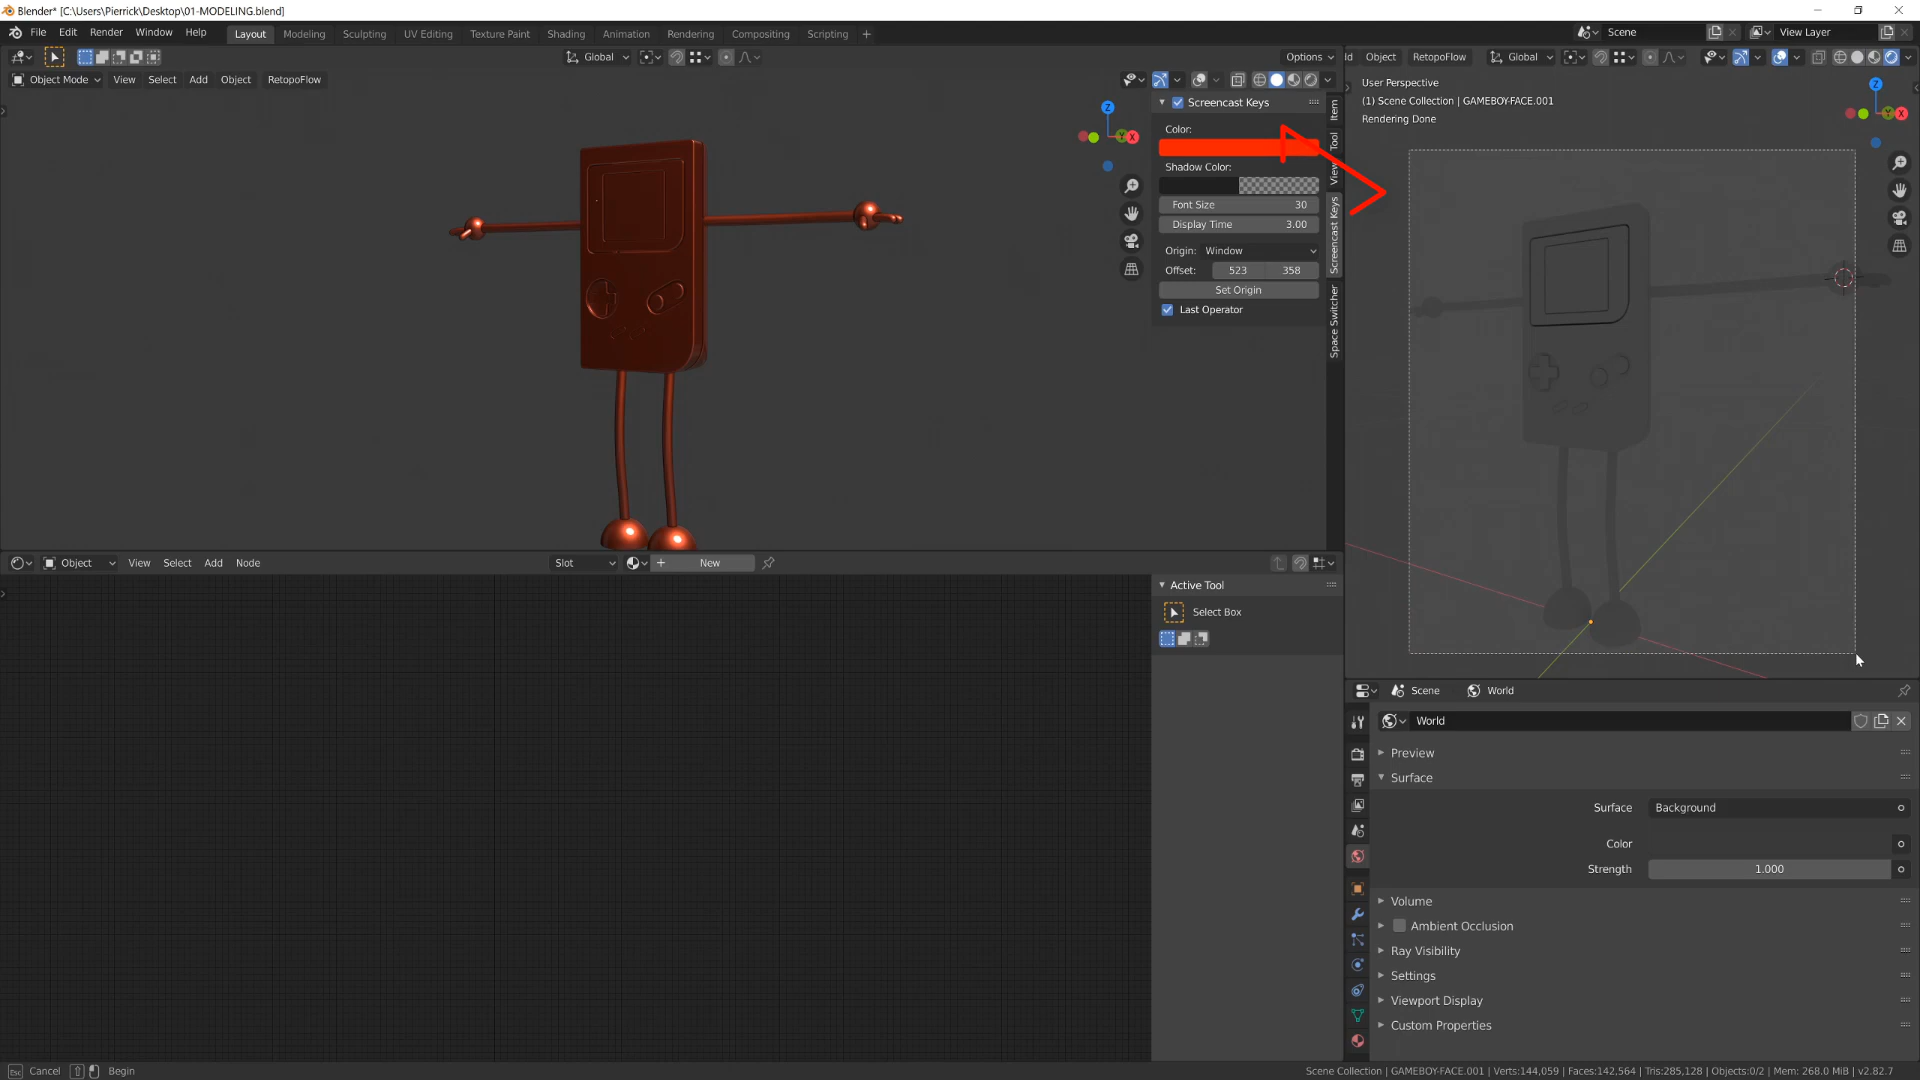 Blender* [C:\Users\Pierrick\Desktop\01-MODELING.blend]
File Edit Render Window Help Layout Modeling Sculpting UV Editing Texture Paint Shading Animation Rendering Compositing Scripting + Scene View Layer
Global Options Object RetopoFlow Global
Object Mode View Select Add Object RetopoFlow
User Perspective
(1) Scene Collection | GAMEBOY-FACE.001
Rendering Done
Screencast Keys
Color:
Shadow Color:
Font Size 30
Display Time 3.00
Origin: Window
Offset: 523 358
Set Origin
Last Operator
Item
Tool
View
Screencast Keys
Space Switcher
Z
Y
X
Z
Y
X
Object View Select Add Node Slot + New
Active Tool
Select Box
Scene World
World
Preview
Surface
Surface Background
Color
Strength 1.000
Volume
Ambient Occlusion
Ray Visibility
Settings
Viewport Display
Custom Properties
Esc Cancel Begin
Scene Collection | GAMEBOY-FACE.001 | Verts:144,059 | Faces:142,564 | Tris:285,128 | Objects:0/2 | Mem: 268.0 MiB | v2.82.7